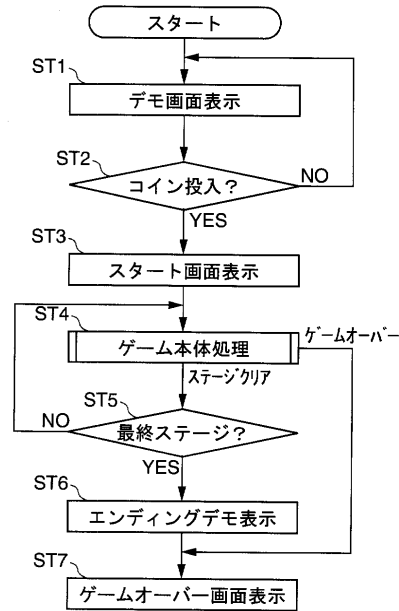 スタート
ST1
デモ画面表示
ST2
コイン投入?
NO
YES
ST3
スタート画面表示
ST4
ゲーム本体処理
ゲームオーバー
ステージクリア
ST5
最終ステージ?
NO
YES
ST6
エンディングデモ表示
ST7
ゲームオーバー画面表示